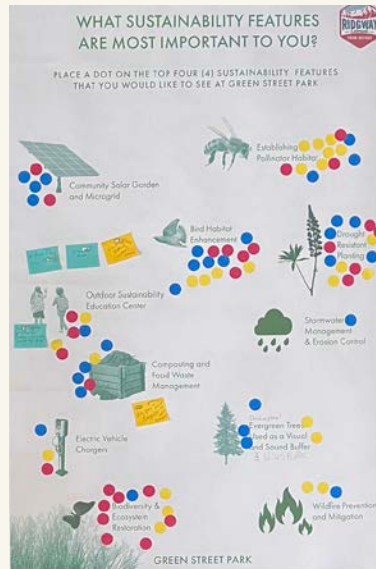 WHAT SUSTAINABILITY FEATURES
ARE MOST IMPORTANT TO YOU?
RIDGWAY
PLACE A DOT ON THE TOP FOUR (4) SUSTAINABILITY FEATURES
THAT YOU WOULD LIKE TO SEE AT GREEN STREET PARK
Establishing
Pollinator Habitat
Community Solar Garden
and Microgrid
Bird Habitat
Enhancement
Drought
Resistant
Planting
Outdoor Sustainability
Education Center
Stormwater
Management
& Erosion Control
Composting and
Food Waste
Management
Electric Vehicle
Chargers
Evergreen Trees
Used as a Visual
and Sound Buffer
Biodiversity &
Ecosystem
Restoration
Wildfire Prevention
and Mitigation
GREEN STREET PARK